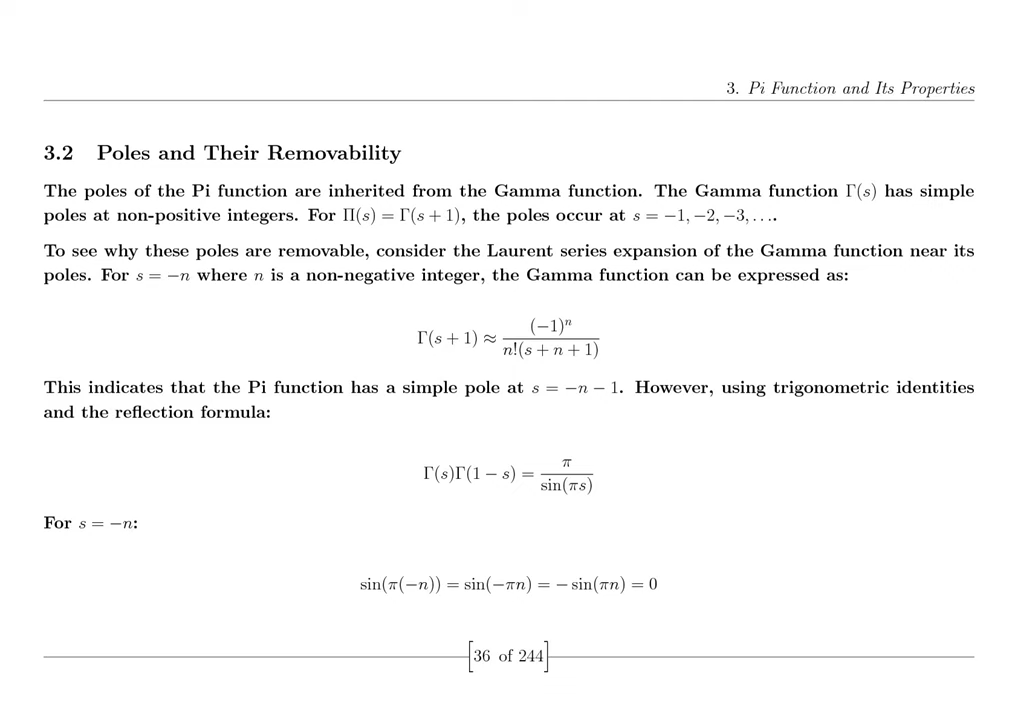 3. Pi Function and Its Properties
3.2 Poles and Their Removability
The poles of the Pi function are inherited from the Gamma function. The Gamma function Γ(s) has simple
poles at non-positive integers. For Π(s) = Γ(s + 1), the poles occur at s = −1, −2, −3, . . ..
To see why these poles are removable, consider the Laurent series expansion of the Gamma function near its
poles. For s = −n where n is a non-negative integer, the Gamma function can be expressed as:
Γ(s + 1) ≈ (−1)ⁿ / n!(s + n + 1)
This indicates that the Pi function has a simple pole at s = −n − 1. However, using trigonometric identities
and the reflection formula:
Γ(s)Γ(1 − s) = π / sin(πs)
For s = −n:
sin(π(−n)) = sin(−πn) = − sin(πn) = 0
[36 of 244]